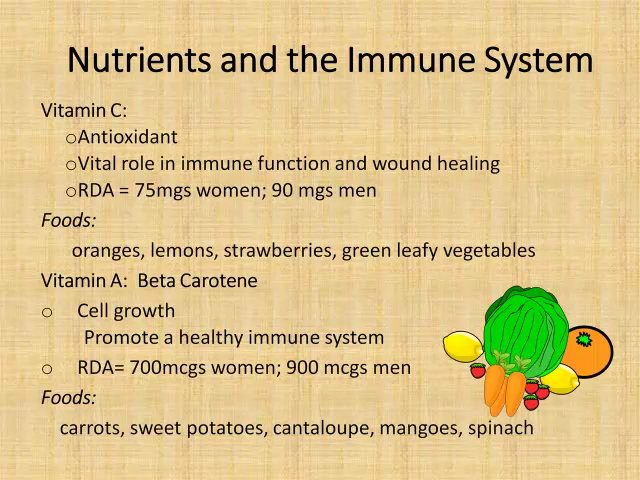 Nutrients and the Immune System
Vitamin C:
oAntioxidant
oVital role in immune function and wound healing
oRDA = 75mgs women; 90 mgs men
Foods:
oranges, lemons, strawberries, green leafy vegetables
Vitamin A:  Beta Carotene
o Cell growth
Promote a healthy immune system
o RDA= 700mcgs women; 900 mcgs men
Foods:
carrots, sweet potatoes, cantaloupe, mangoes, spinach